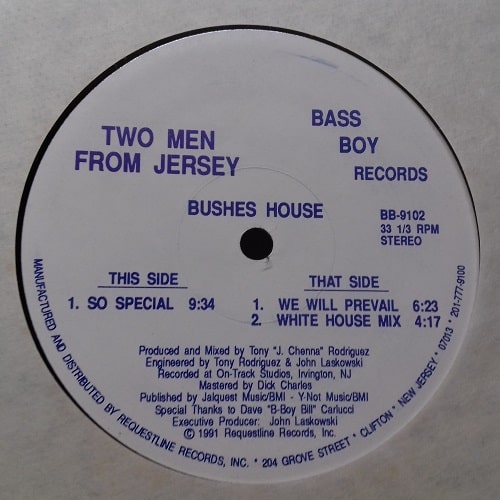 TWO MEN
FROM JERSEY
BASS
BOY
RECORDS
BUSHES HOUSE
BB-9102
33 1/3 RPM
STEREO
THIS SIDE
1. SO SPECIAL 9:34
THAT SIDE
1. WE WILL PREVAIL 6:23
2. WHITE HOUSE MIX 4:17
Produced and Mixed by Tony "J. Chenna" Rodriguez
Engineered by Tony Rodriguez & John Laskowski
Recorded at On-Track Studios, Irvington, NJ
Mastered by Dick Charles
Published by Jalquest Music/BMI - Y-Not Music/BMI
Special Thanks to Dave "B-Boy Bill" Carlucci
Executive Producer: John Laskowski
© 1991 Requestline Records, Inc.
MANUFACTURED AND DISTRIBUTED BY REQUESTLINE RECORDS, INC. * 204 GROVE STREET * CLIFTON * NEW JERSEY * 07013 * 201-777-9100